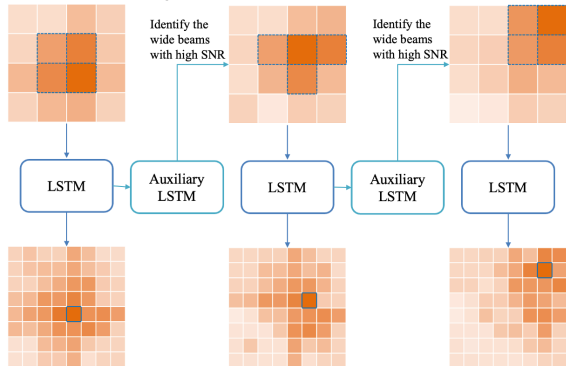 Identify the
wide beams
with high SNR
Identify the
wide beams
with high SNR
LSTM
Auxiliary
LSTM
LSTM
Auxiliary
LSTM
LSTM